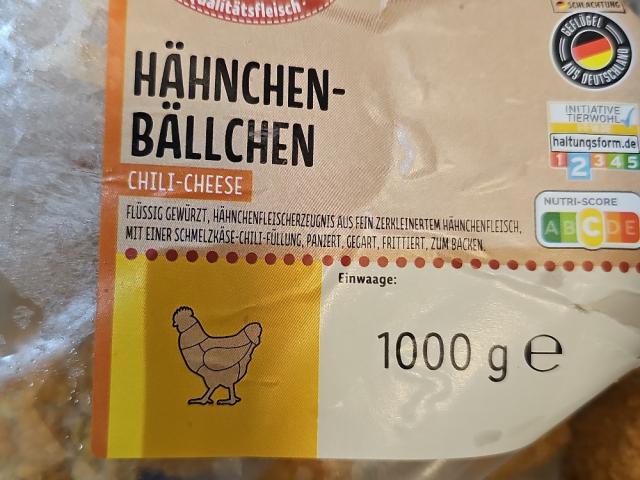 Qualitätsfleisch
SCHLACHTUNG
GEFLÜGEL
AUS DEUTSCHLAND
HÄHNCHEN-
BÄLLCHEN
CHILI-CHEESE
INITIATIVE
TIERWOHL
haltungsform.de
1 2 3 4 5
FLÜSSIG GEWÜRZT, HÄHNCHENFLEISCHERZEUGNIS AUS FEIN ZERKLEINERTEM HÄHNCHENFLEISCH,
MIT EINER SCHMELZKÄSE-CHILI-FÜLLUNG, PANIERT, GEGART, FRITTIERT, ZUM BACKEN.
NUTRI-SCORE
A B C D E
Einwaage:
1000 g ℮